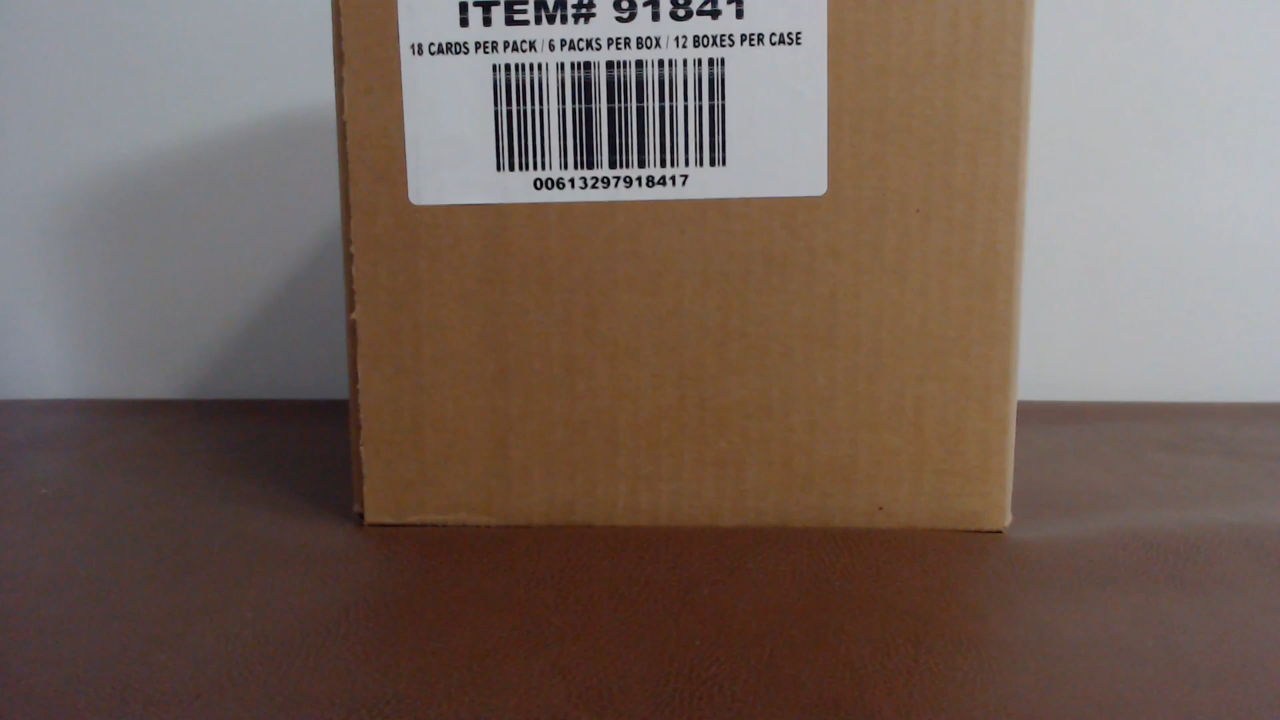 ITEM# 91841
18 CARDS PER PACK / 6 PACKS PER BOX / 12 BOXES PER CASE
00613297918417